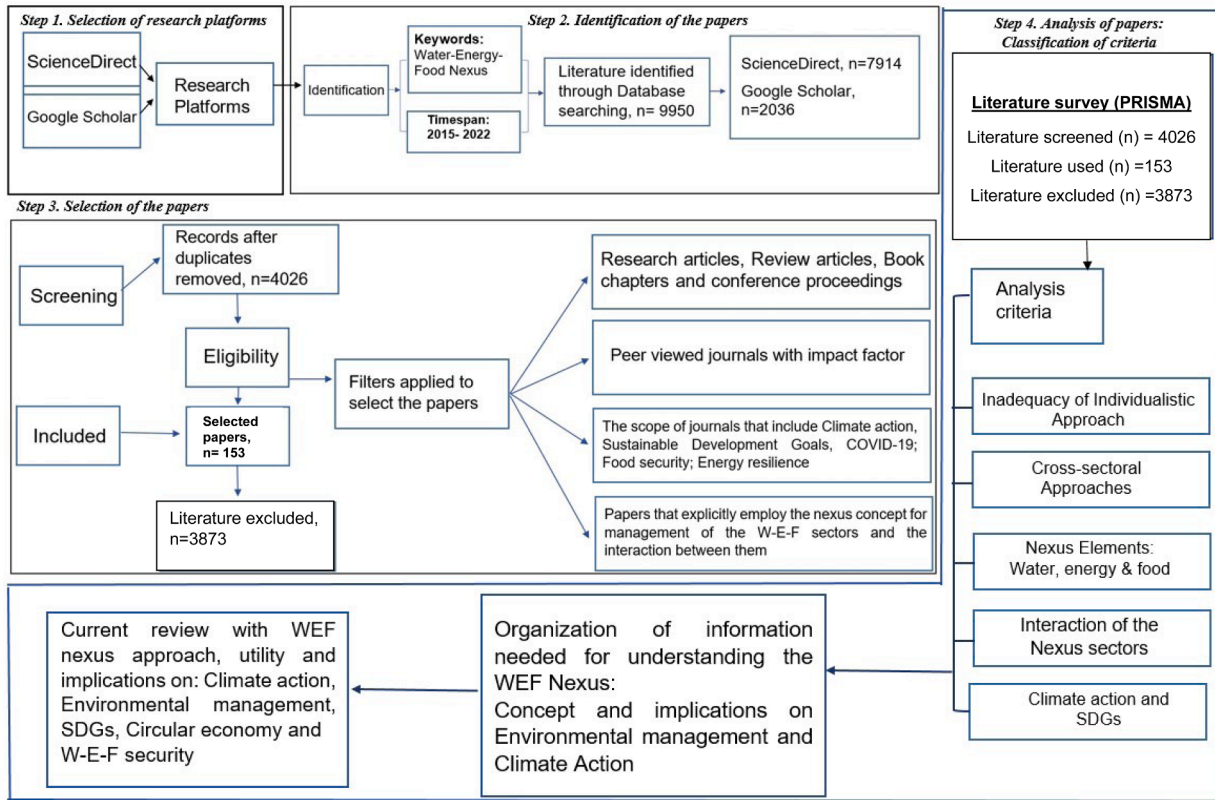 Step 1. Selection of research platforms
ScienceDirect
Google Scholar
Research
Platforms
Step 2. Identification of the papers
Identification
Keywords:
Water-Energy-
Food Nexus
Timespan:
2015- 2022
Literature identified
through Database
searching, n= 9950
ScienceDirect, n=7914
Google Scholar,
n=2036
Step 3. Selection of the papers
Screening
Records after
duplicates
removed, n=4026
Eligibility
Included
Selected
papers,
n= 153
Literature excluded,
n=3873
Filters applied to
select the papers
Research articles, Review articles, Book
chapters and conference proceedings
Peer viewed journals with impact factor
The scope of journals that include Climate action,
Sustainable Development Goals, COVID-19;
Food security; Energy resilience
Papers that explicitly employ the nexus concept for
management of the W-E-F sectors and the
interaction between them
Step 4. Analysis of papers:
Classification of criteria
Literature survey (PRISMA)
Literature screened (n) = 4026
Literature used (n) =153
Literature excluded (n) =3873
Analysis
criteria
Inadequacy of Individualistic
Approach
Cross-sectoral
Approaches
Nexus Elements:
Water, energy & food
Interaction of the
Nexus sectors
Climate action and
SDGs
Organization of information
needed for understanding the
WEF Nexus:
Concept and implications on
Environmental management and
Climate Action
Current review with WEF
nexus approach, utility and
implications on: Climate action,
Environmental management,
SDGs, Circular economy and
W-E-F security